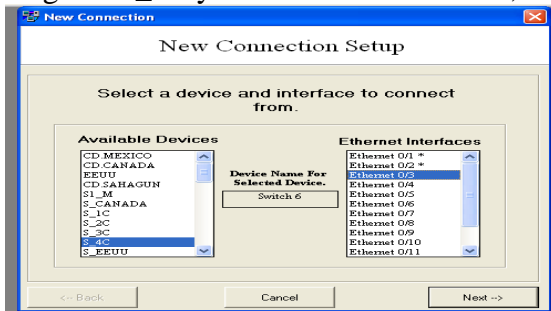 New Connection
New Connection Setup
Select a device and interface to connect
from.
Available Devices
CD.MEXICO
CD.CANADA
EEUU
CD.SAHAGUN
S1_M
S_CANADA
S_1C
S_2C
S_3C
S_4C
S_EEUU
Device Name For
Selected Device.
Switch 6
Ethernet Interfaces
Ethernet 0/1 *
Ethernet 0/2 *
Ethernet 0/3
Ethernet 0/4
Ethernet 0/5
Ethernet 0/6
Ethernet 0/7
Ethernet 0/8
Ethernet 0/9
Ethernet 0/10
Ethernet 0/11
<-- Back
Cancel
Next -->